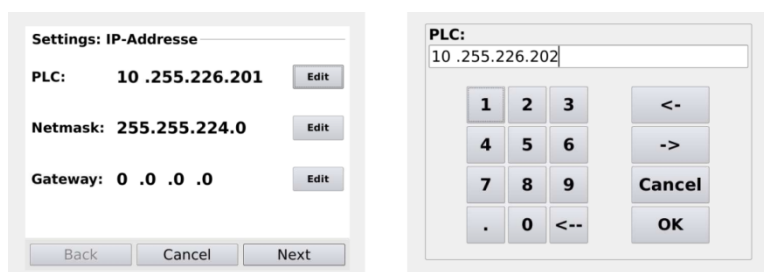 Settings: IP-Addresse
PLC: 10 .255.226.201 Edit
Netmask: 255.255.224.0 Edit
Gateway: 0 .0 .0 .0 Edit
Back Cancel Next
PLC:
10 .255.226.202
1 2 3 <-
4 5 6 ->
7 8 9 Cancel
. 0 <-- OK